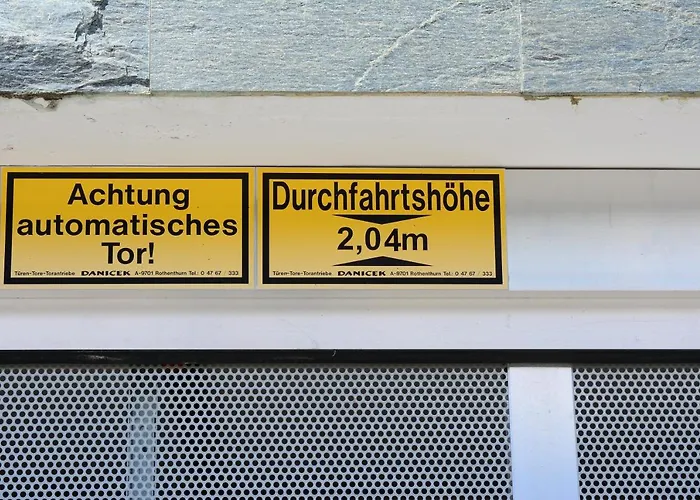 Achtung
automatisches
Tor!
Türen-Tore-Torantriebe DANICEK A-9701 Rothenthurn Tel.: 0 47 67 / 333
Durchfahrtshöhe
2,04m
Türen-Tore-Torantriebe DANICEK A-9701 Rothenthurn Tel.: 0 47 67 / 333